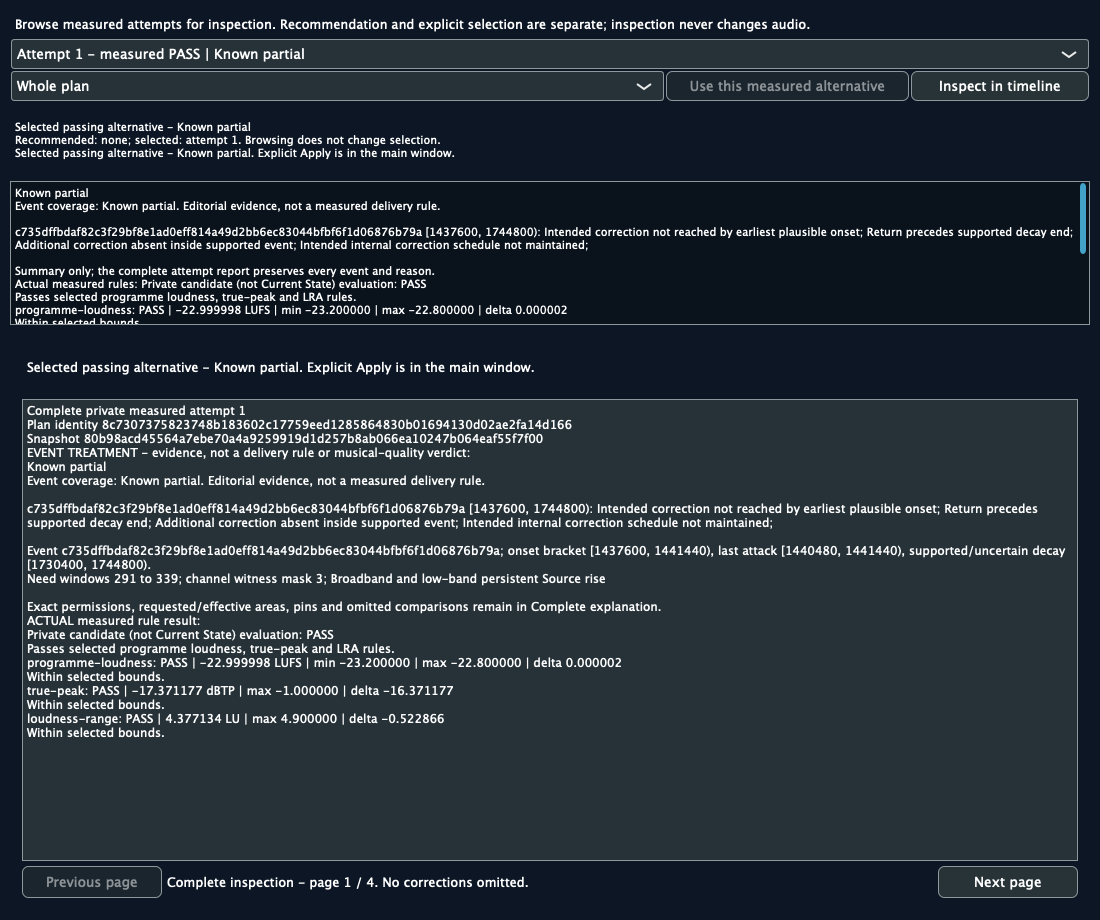 Browse measured attempts for inspection. Recommendation and explicit selection are separate; inspection never changes audio.
Attempt 1 – measured PASS | Known partial
Whole plan
Use this measured alternative
Inspect in timeline
Selected passing alternative – Known partial
Recommended: none; selected: attempt 1. Browsing does not change selection.
Selected passing alternative – Known partial. Explicit Apply is in the main window.
Known partial
Event coverage: Known partial. Editorial evidence, not a measured delivery rule.
c735dffbdaf82c3f29bf8e1ad0eff814a49d2bb6ec83044bfbf6f1d06876b79a [1437600, 1744800): Intended correction not reached by earliest plausible onset; Return precedes supported decay end;
Additional correction absent inside supported event; Intended internal correction schedule not maintained;
Summary only; the complete attempt report preserves every event and reason.
Actual measured rules: Private candidate (not Current State) evaluation: PASS
Passes selected programme loudness, true-peak and LRA rules.
programme-loudness: PASS | -22.999998 LUFS | min -23.200000 | max -22.800000 | delta 0.000002
Within selected bounds.
Selected passing alternative – Known partial. Explicit Apply is in the main window.
Complete private measured attempt 1
Plan identity 8c7307375823748b183602c17759eed1285864830b01694130d02ae2fa14d166
Snapshot 80b98acd45564a7ebe70a4a9259919d1d257b8ab066ea10247b064eaf55f7f00
EVENT TREATMENT – evidence, not a delivery rule or musical-quality verdict:
Known partial
Event coverage: Known partial. Editorial evidence, not a measured delivery rule.
c735dffbdaf82c3f29bf8e1ad0eff814a49d2bb6ec83044bfbf6f1d06876b79a [1437600, 1744800): Intended correction not reached by earliest plausible onset; Return precedes
supported decay end; Additional correction absent inside supported event; Intended internal correction schedule not maintained;
Event c735dffbdaf82c3f29bf8e1ad0eff814a49d2bb6ec83044bfbf6f1d06876b79a; onset bracket [1437600, 1441440), last attack [1440480, 1441440), supported/uncertain decay
[1730400, 1744800).
Need windows 291 to 339; channel witness mask 3; Broadband and low-band persistent Source rise
Exact permissions, requested/effective areas, pins and omitted comparisons remain in Complete explanation.
ACTUAL measured rule result:
Private candidate (not Current State) evaluation: PASS
Passes selected programme loudness, true-peak and LRA rules.
programme-loudness: PASS | -22.999998 LUFS | min -23.200000 | max -22.800000 | delta 0.000002
Within selected bounds.
true-peak: PASS | -17.371177 dBTP | max -1.000000 | delta -16.371177
Within selected bounds.
loudness-range: PASS | 4.377134 LU | max 4.900000 | delta -0.522866
Within selected bounds.
Previous page
Complete inspection – page 1 / 4. No corrections omitted.
Next page